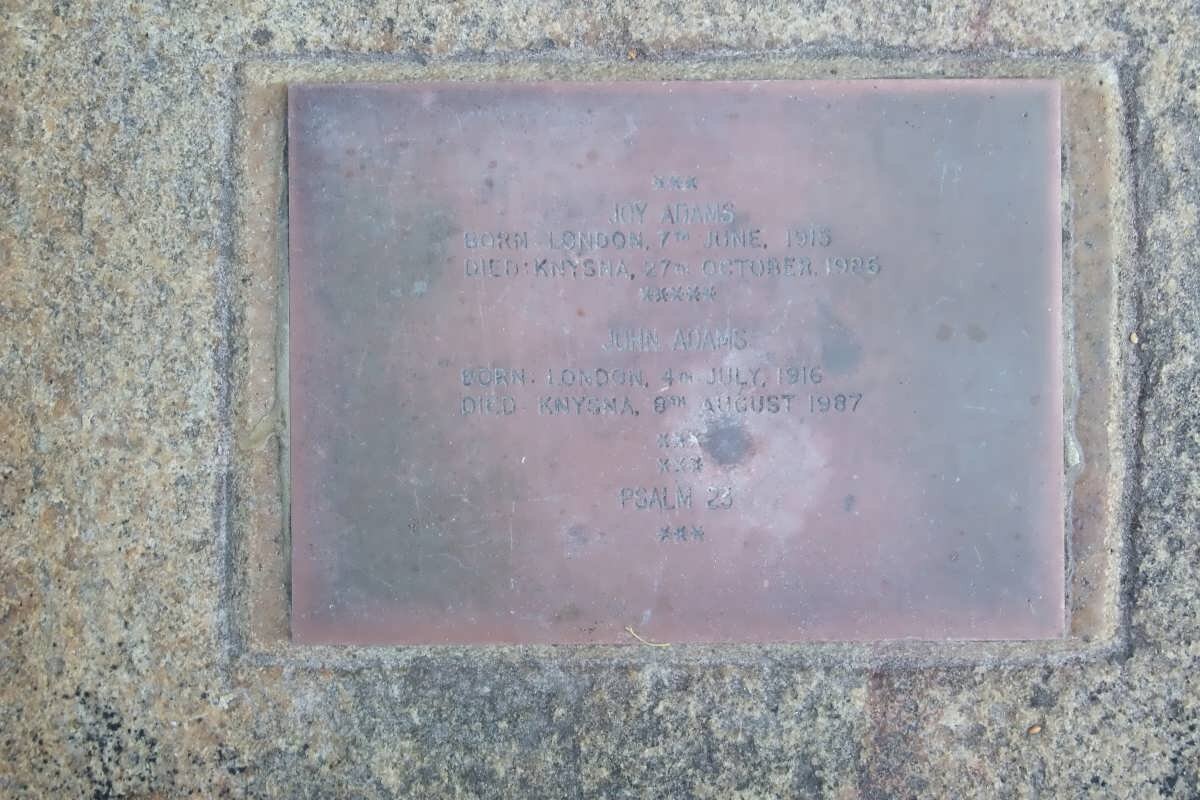 ***
JOY ADAMS
BORN: LONDON, 7TH JUNE, 1915
DIED: KNYSNA, 27TH OCTOBER, 1986
*****
JOHN ADAMS
BORN: LONDON, 4TH JULY, 1916
DIED: KNYSNA, 8TH AUGUST 1987
***
***
PSALM 23
***